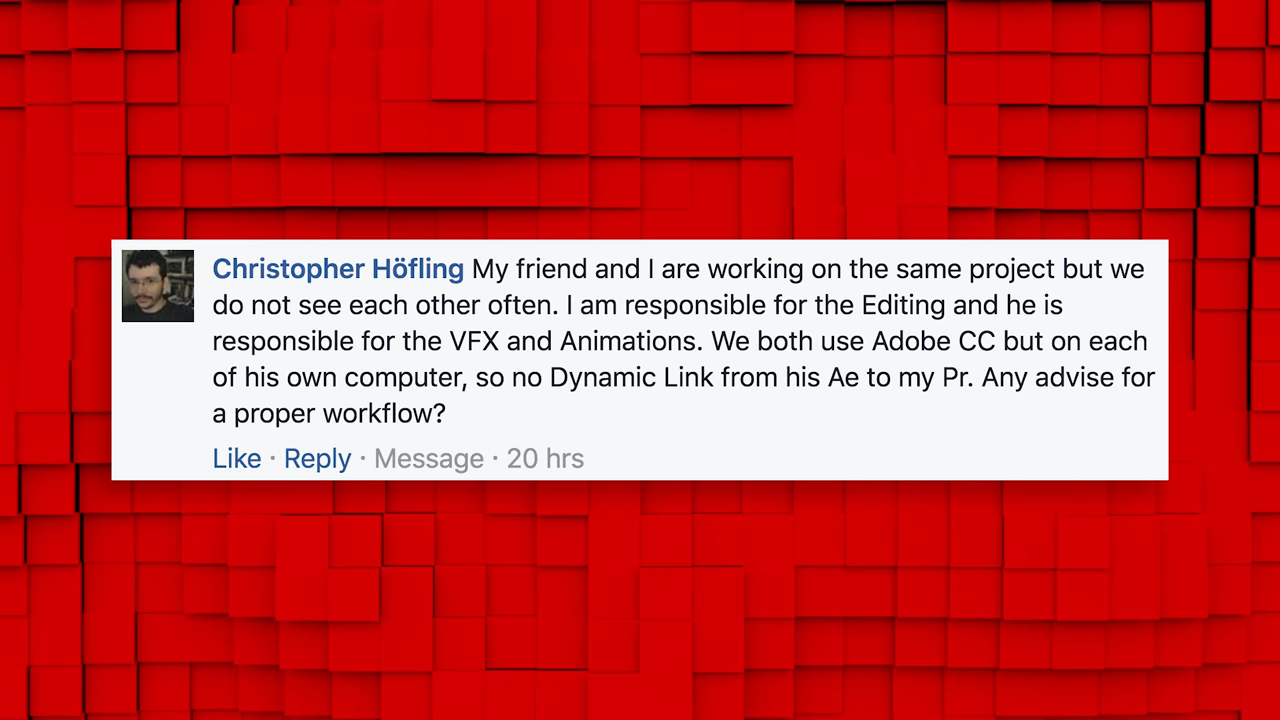 Christopher Höfling My friend and I are working on the same project but we
do not see each other often. I am responsible for the Editing and he is
responsible for the VFX and Animations. We both use Adobe CC but on each
of his own computer, so no Dynamic Link from his Ae to my Pr. Any advise for
a proper workflow?
Like · Reply · Message · 20 hrs